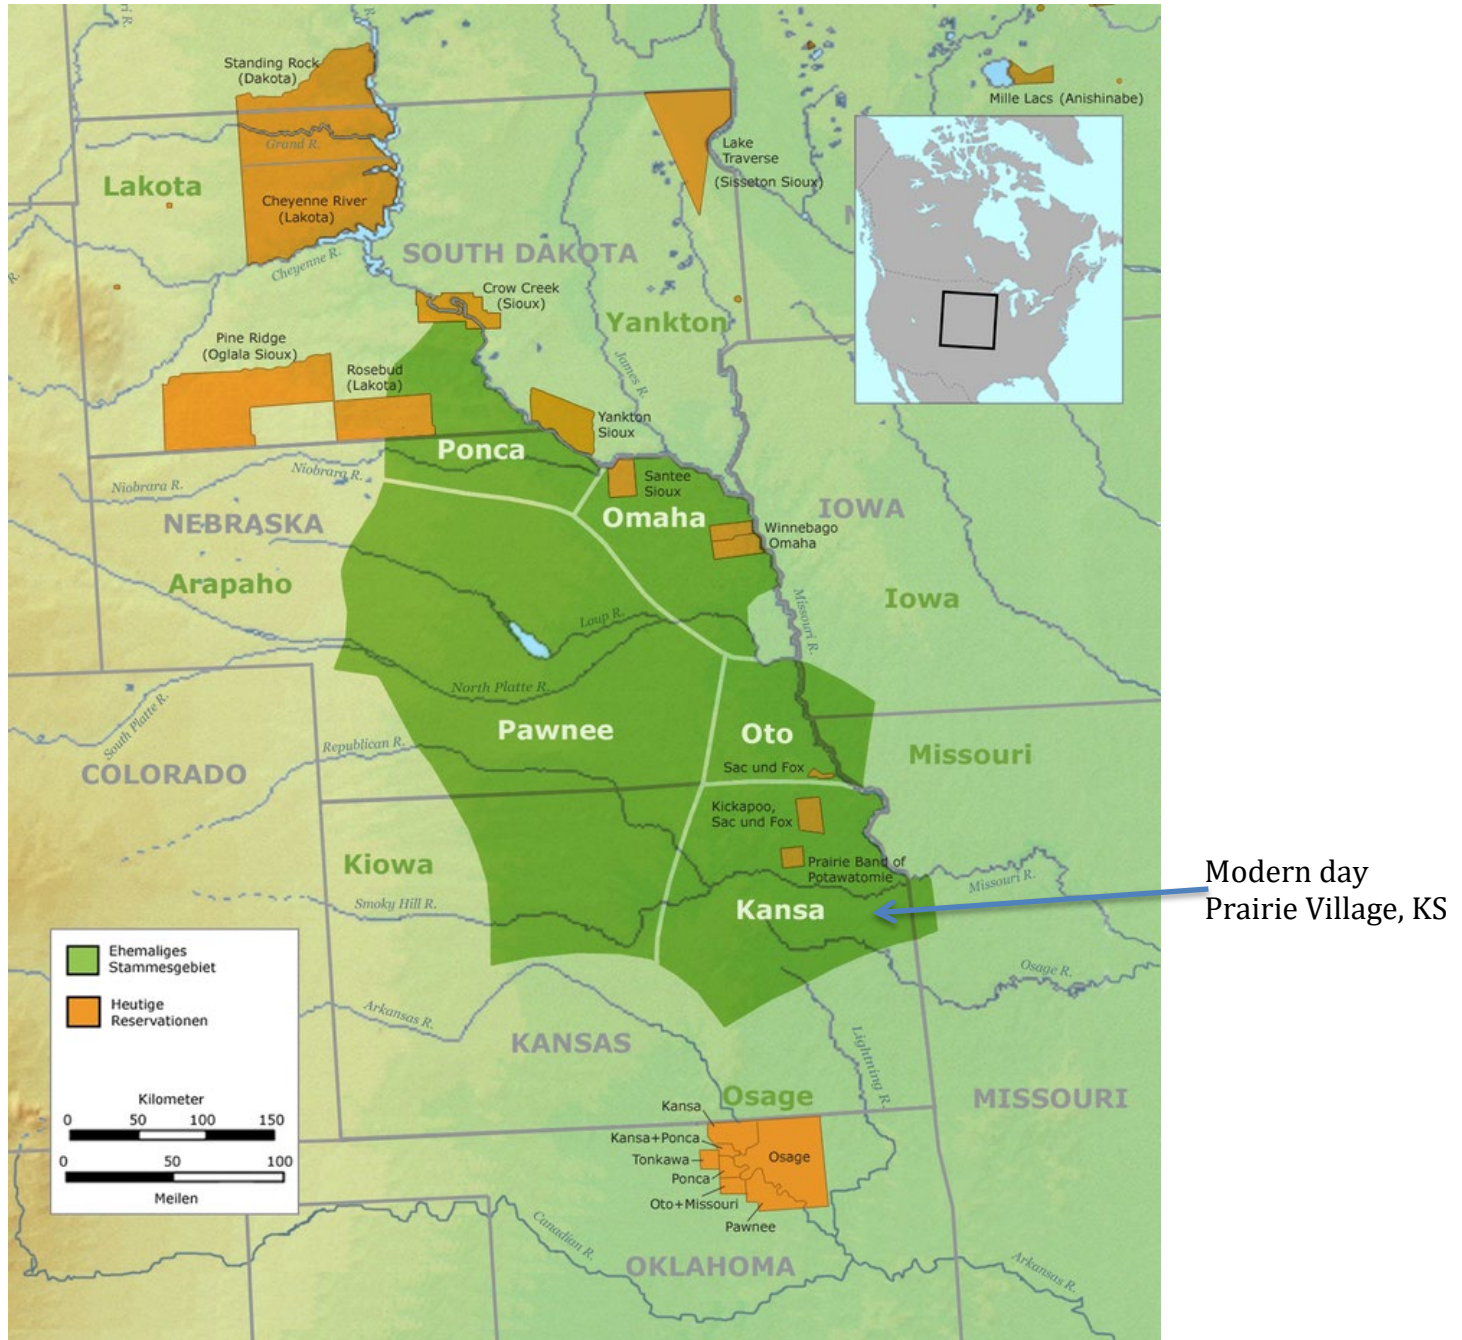 Standing Rock
(Dakota)
Mille Lacs (Anishinabe)
Grand R.
Lake
Traverse
(Sisseton Sioux)
Lakota
Cheyenne River
(Lakota)
M
SOUTH DAKOTA
Cheyenne R.
R.
Crow Creek
(Sioux)
Yankton
Pine Ridge
(Oglala Sioux)
Rosebud
(Lakota)
James R.
Yankton
Sioux
Ponca
Niobrara R.
Niobrara R.
Santee
Sioux
NEBRASKA
Omaha
IOWA
Winnebago
Omaha
Arapaho
Iowa
Missouri R.
Loup R.
North Platte R.
South Platte R.
Pawnee
Oto
Republican R.
Missouri
COLORADO
Sac und Fox
Kickapoo,
Sac und Fox
Kiowa
Prairie Band of
Potawatomie
Missouri R.
Modern day
Prairie Village, KS
Smoky Hill R.
Kansa
Ehemaliges
Stammesgebiet
Osage R.
Heutige
Reservationen
Arkansas R.
KANSAS
Lightning R.
Osage
MISSOURI
Kilometer
0 50 100 150
0 50 100
Meilen
Kansa
Kansa+Ponca
Tonkawa
Osage
Ponca
Oto+Missouri
Pawnee
Canadian R.
OKLAHOMA
Arkansas R.